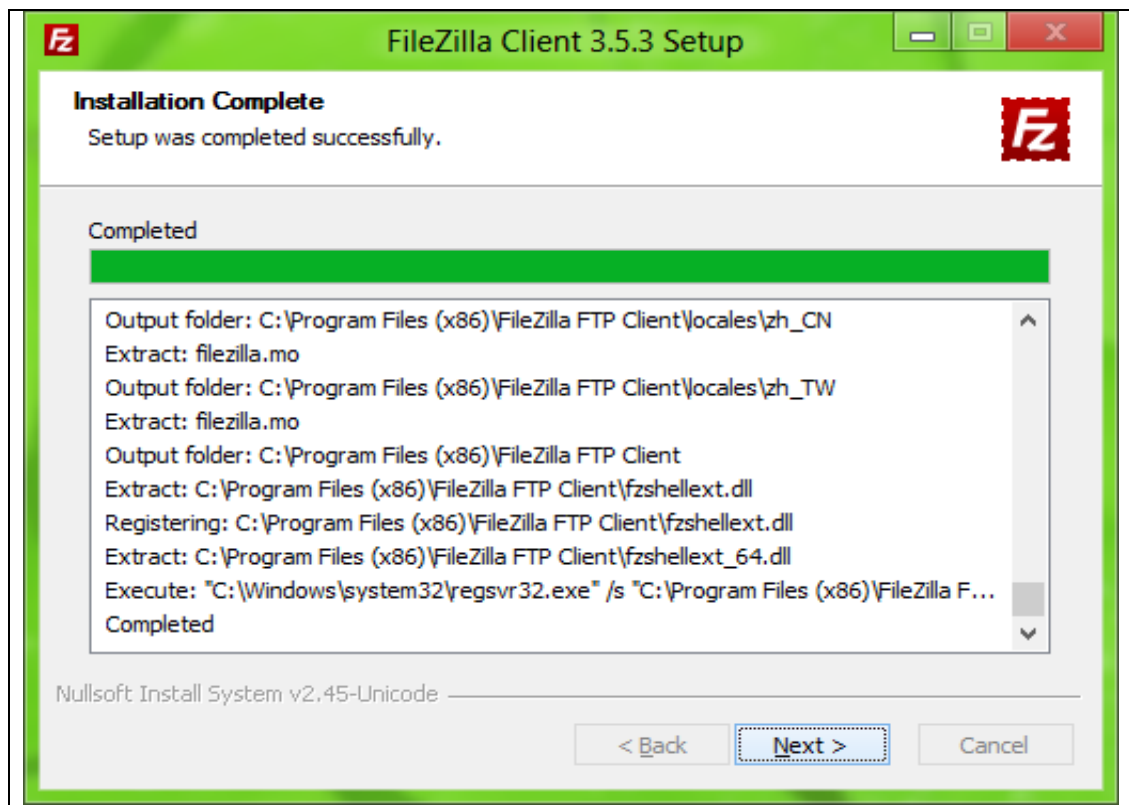 Fz
FileZilla Client 3.5.3 Setup
Installation Complete
Setup was completed successfully.
Fz
Completed
Output folder: C:\Program Files (x86)\FileZilla FTP Client\locales\zh_CN
Extract: filezilla.mo
Output folder: C:\Program Files (x86)\FileZilla FTP Client\locales\zh_TW
Extract: filezilla.mo
Output folder: C:\Program Files (x86)\FileZilla FTP Client
Extract: C:\Program Files (x86)\FileZilla FTP Client\fzshellext.dll
Registering: C:\Program Files (x86)\FileZilla FTP Client\fzshellext.dll
Extract: C:\Program Files (x86)\FileZilla FTP Client\fzshellext_64.dll
Execute: "C:\Windows\system32\regsvr32.exe" /s "C:\Program Files (x86)\FileZilla F...
Completed
Nullsoft Install System v2.45-Unicode
< Back Next > Cancel